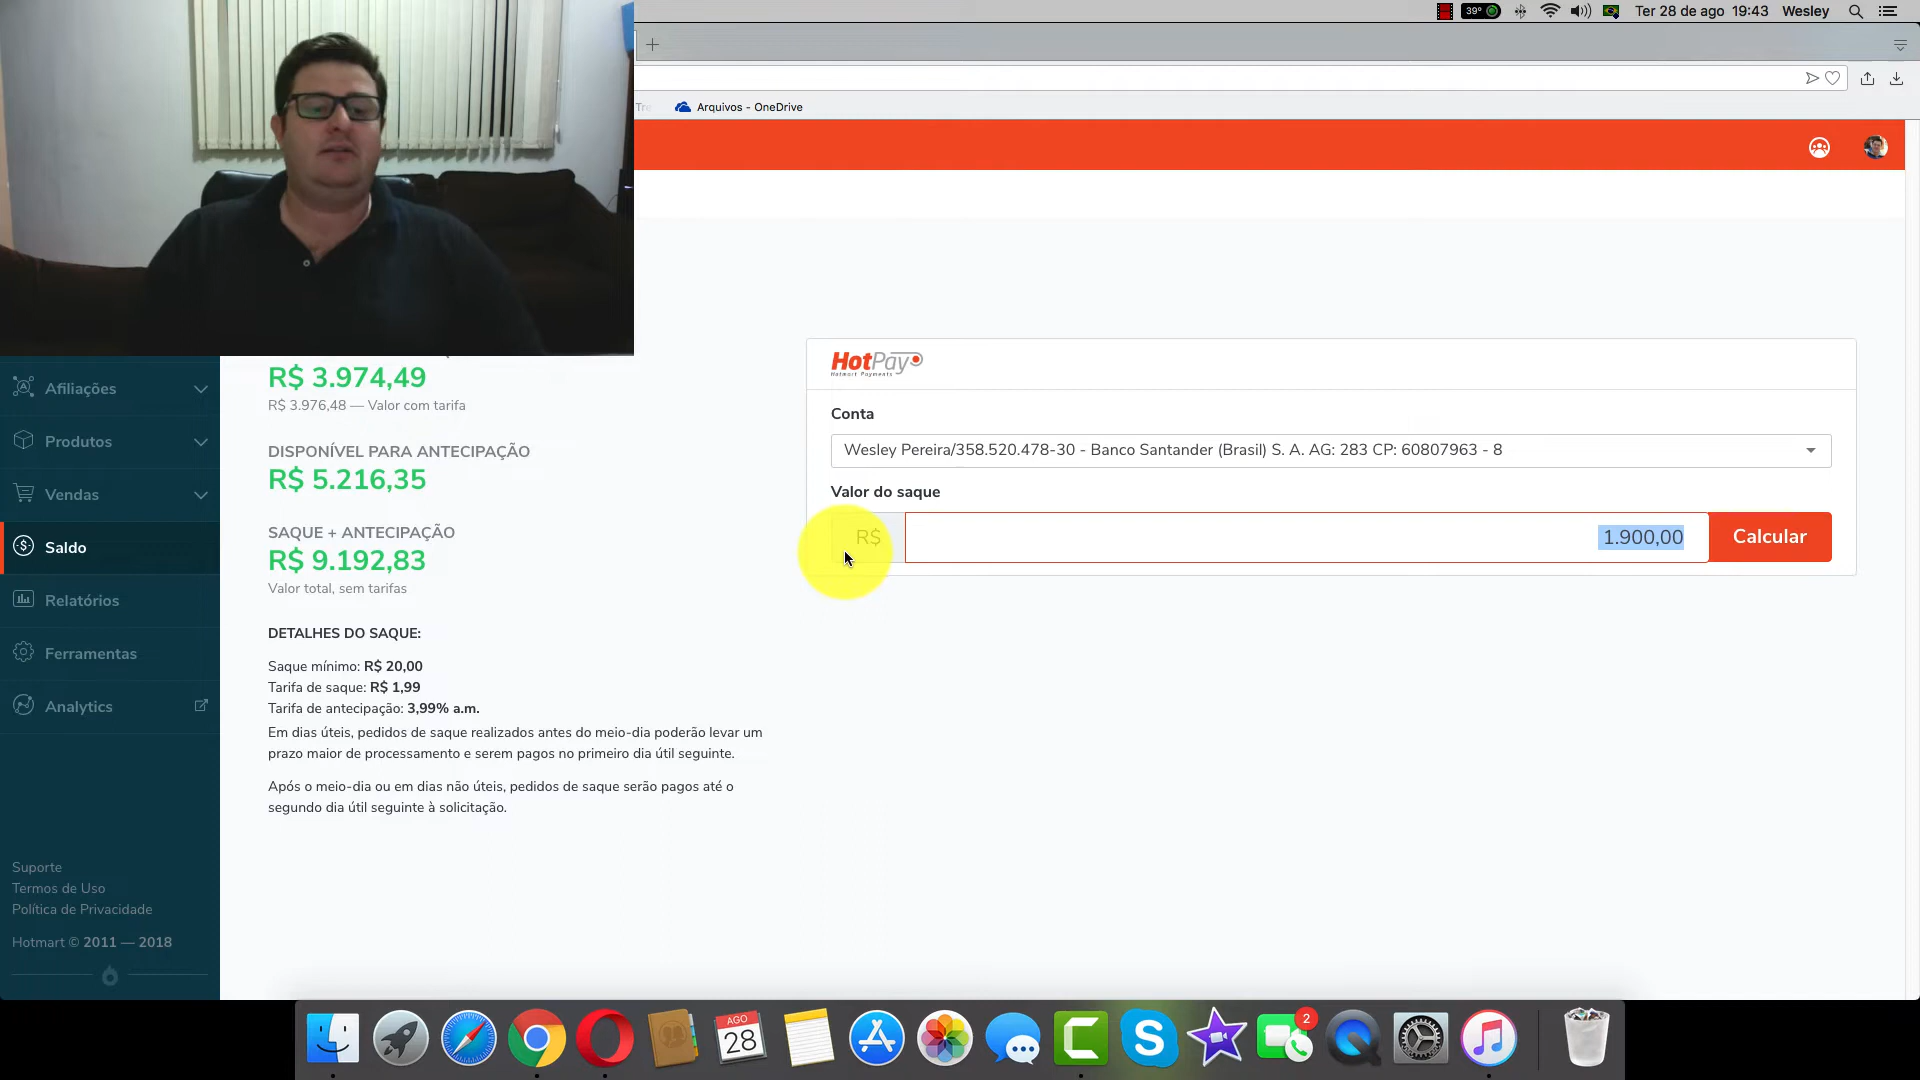 39° Ter 28 de ago 19:43 Wesley
Arquivos - OneDrive
Afiliações
Produtos
Vendas
Saldo
Relatórios
Ferramentas
Analytics
Suporte
Termos de Uso
Política de Privacidade
Hotmart © 2011 — 2018
R$ 3.974,49
R$ 3.976,48 — Valor com tarifa
DISPONÍVEL PARA ANTECIPAÇÃO
R$ 5.216,35
SAQUE + ANTECIPAÇÃO
R$ 9.192,83
Valor total, sem tarifas
DETALHES DO SAQUE:
Saque mínimo: R$ 20,00
Tarifa de saque: R$ 1,99
Tarifa de antecipação: 3,99% a.m.
Em dias úteis, pedidos de saque realizados antes do meio-dia poderão levar um
prazo maior de processamento e serem pagos no primeiro dia útil seguinte.
Após o meio-dia ou em dias não úteis, pedidos de saque serão pagos até o
segundo dia útil seguinte à solicitação.
HotPay
Hotmart Payments
Conta
Wesley Pereira/358.520.478-30 - Banco Santander (Brasil) S. A. AG: 283 CP: 60807963 - 8
Valor do saque
R$ 1.900,00 Calcular
AGO
28
2